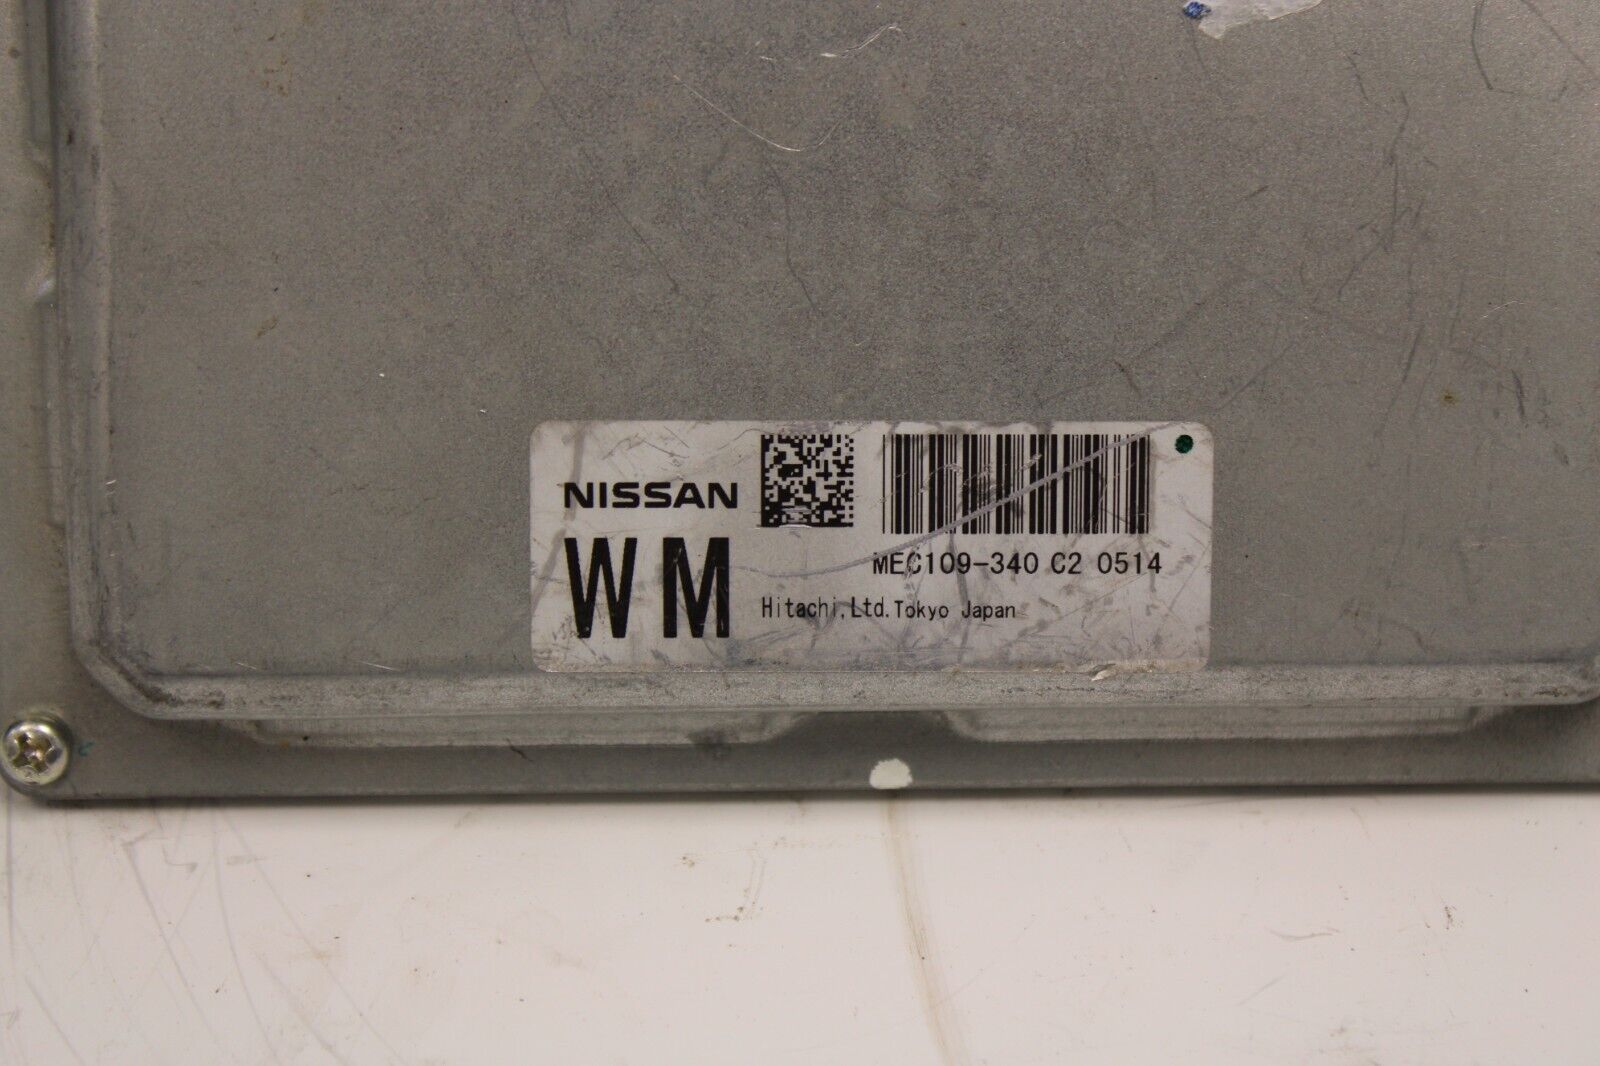 NISSAN
WM
MEC109-340 C2 0514
Hitachi,Ltd.Tokyo Japan